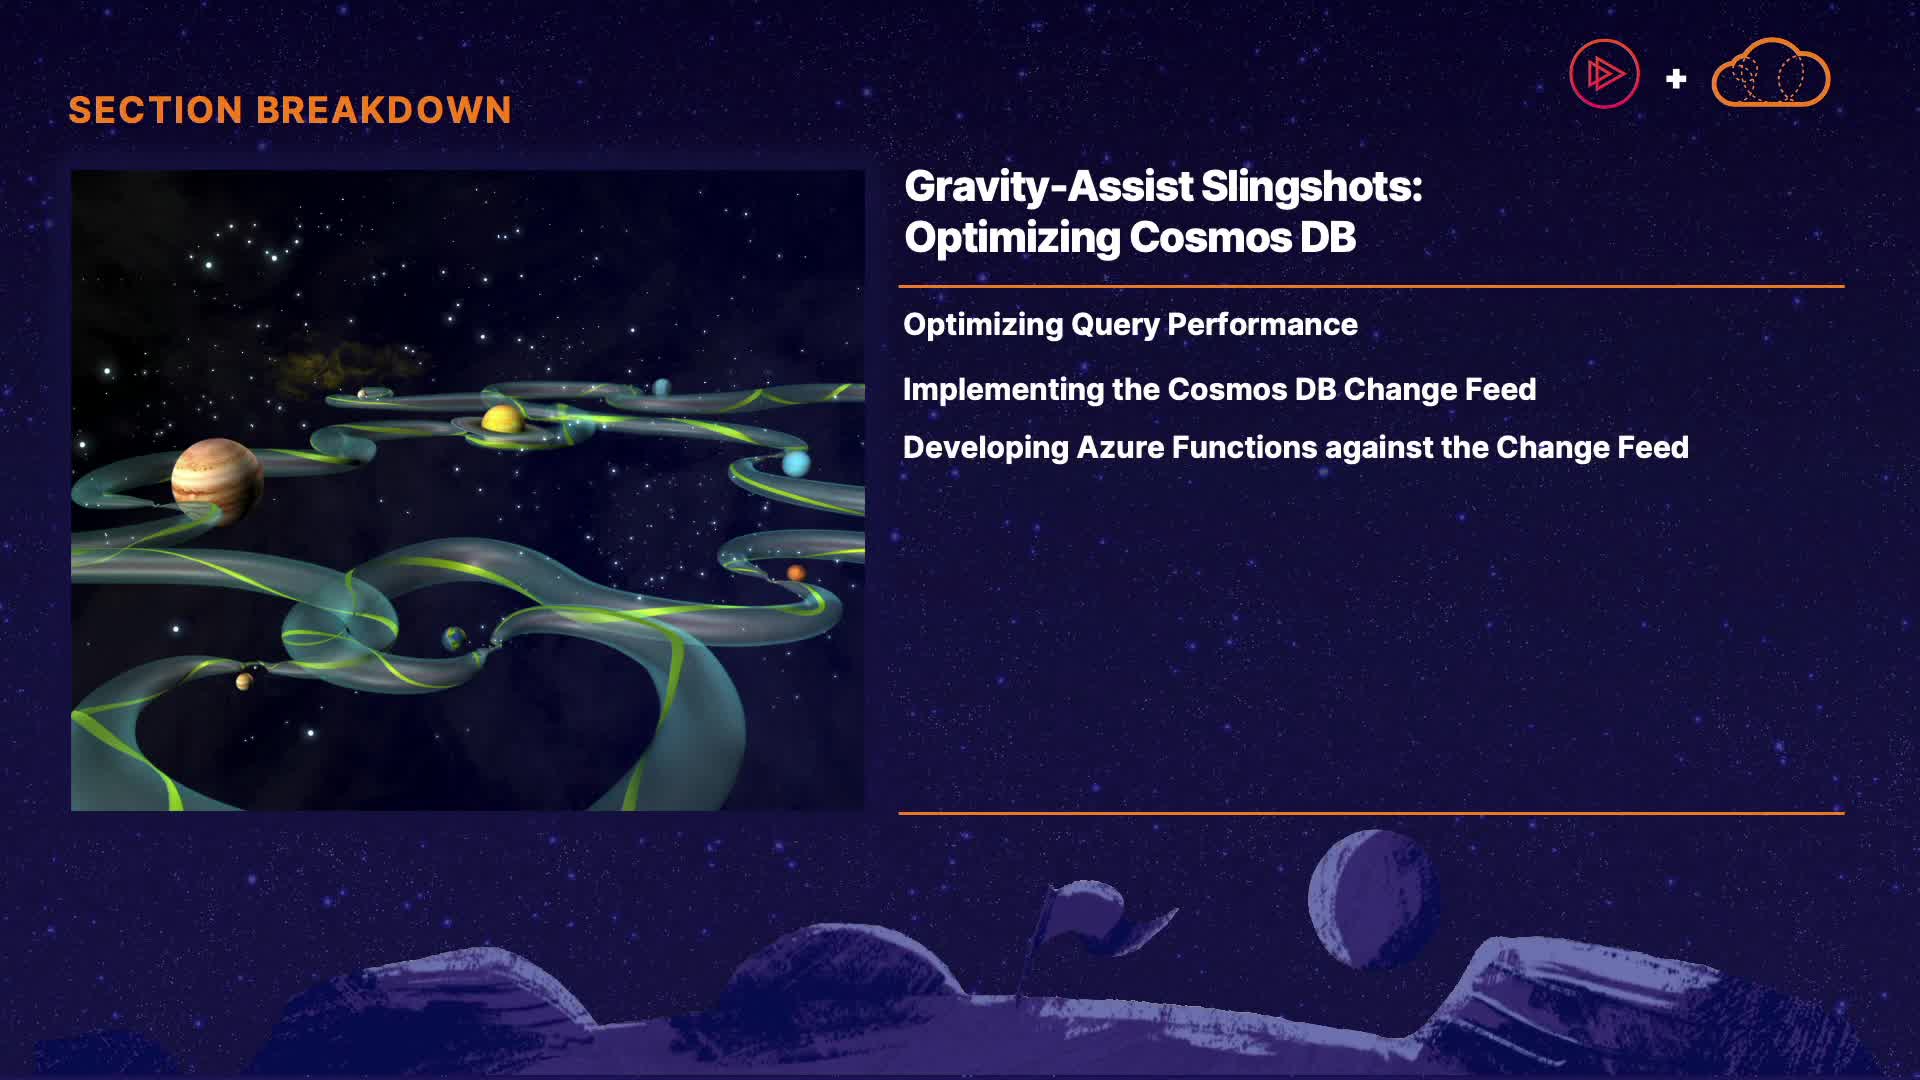 SECTION BREAKDOWN
Gravity-Assist Slingshots:
Optimizing Cosmos DB
Optimizing Query Performance
Implementing the Cosmos DB Change Feed
Developing Azure Functions against the Change Feed